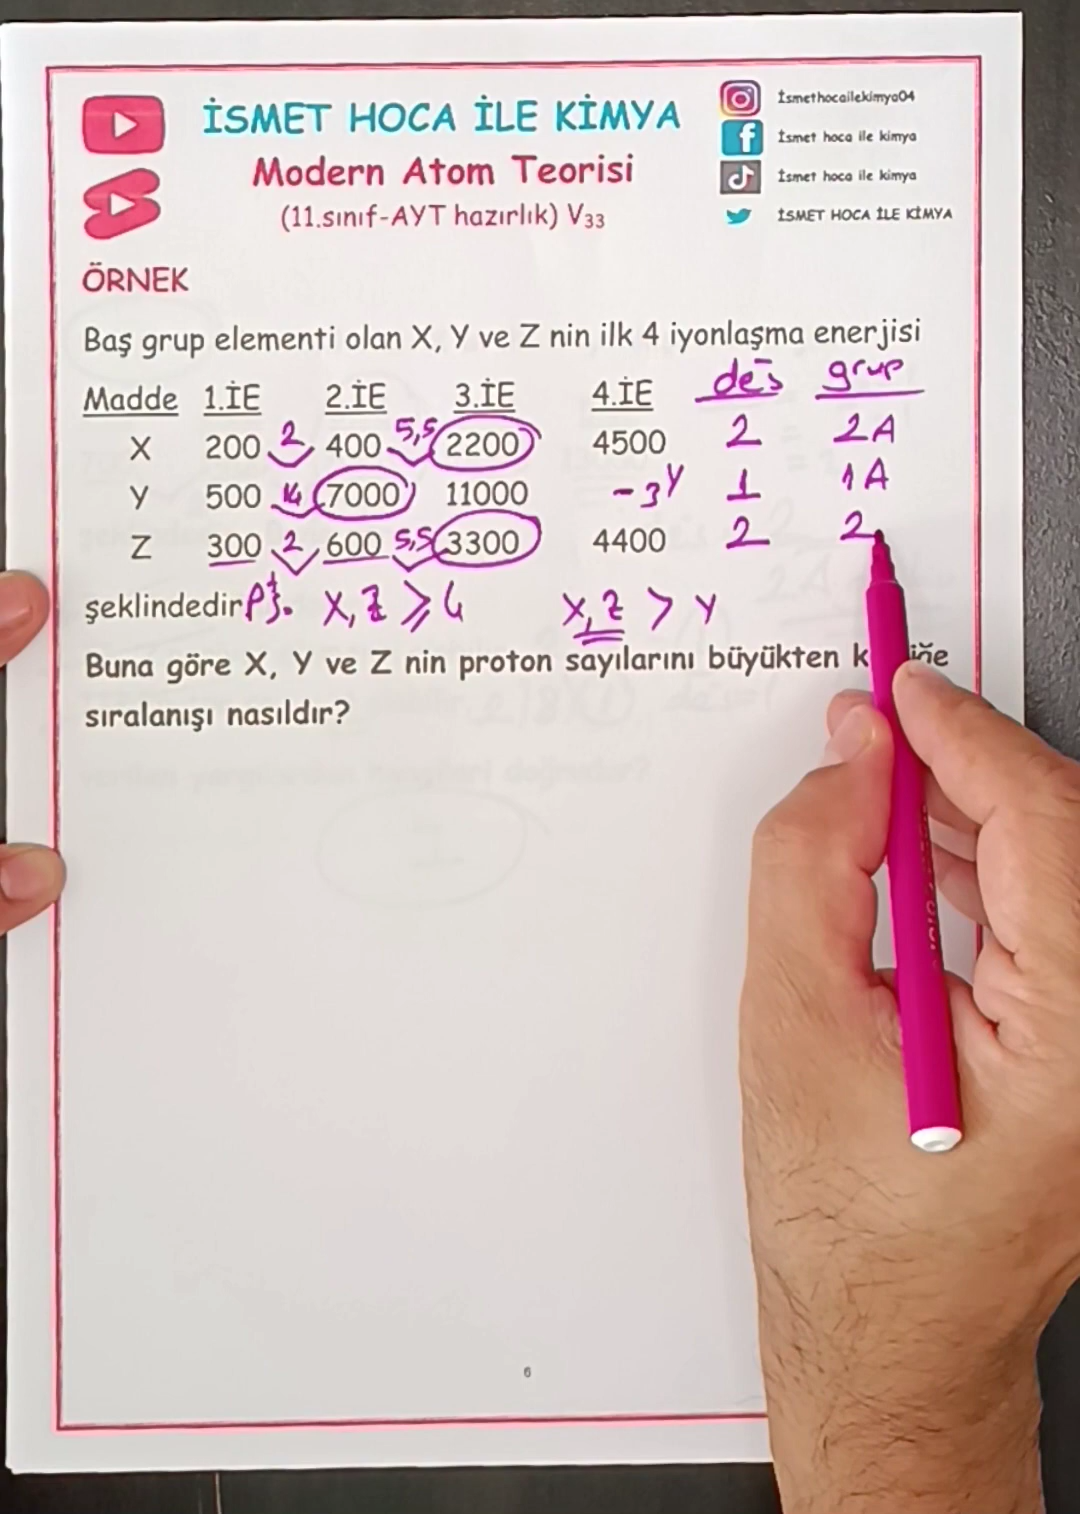 İSMET HOCA İLE KİMYA
Modern Atom Teorisi
(11.sınıf-AYT hazırlık) V33
İsmethocailekimya04
İsmet hoca ile kimya
İsmet hoca ile kimya
İSMET HOCA İLE KİMYA
ÖRNEK
Baş grup elementi olan X, Y ve Z nin ilk 4 iyonlaşma enerjisi
Madde 1.İE 2.İE 3.İE 4.İE des grup
X 200 2 400 5,5 2200 4500 2 2A
Y 500 14 7000 11000 -3Y 1 1A
Z 300 2 600 5,5 3300 4400 2 2
şeklindedir. X, Z ≥ 4 X, Z > Y
Buna göre X, Y ve Z nin proton sayılarını büyükten
sıralanışı nasıldır?
6